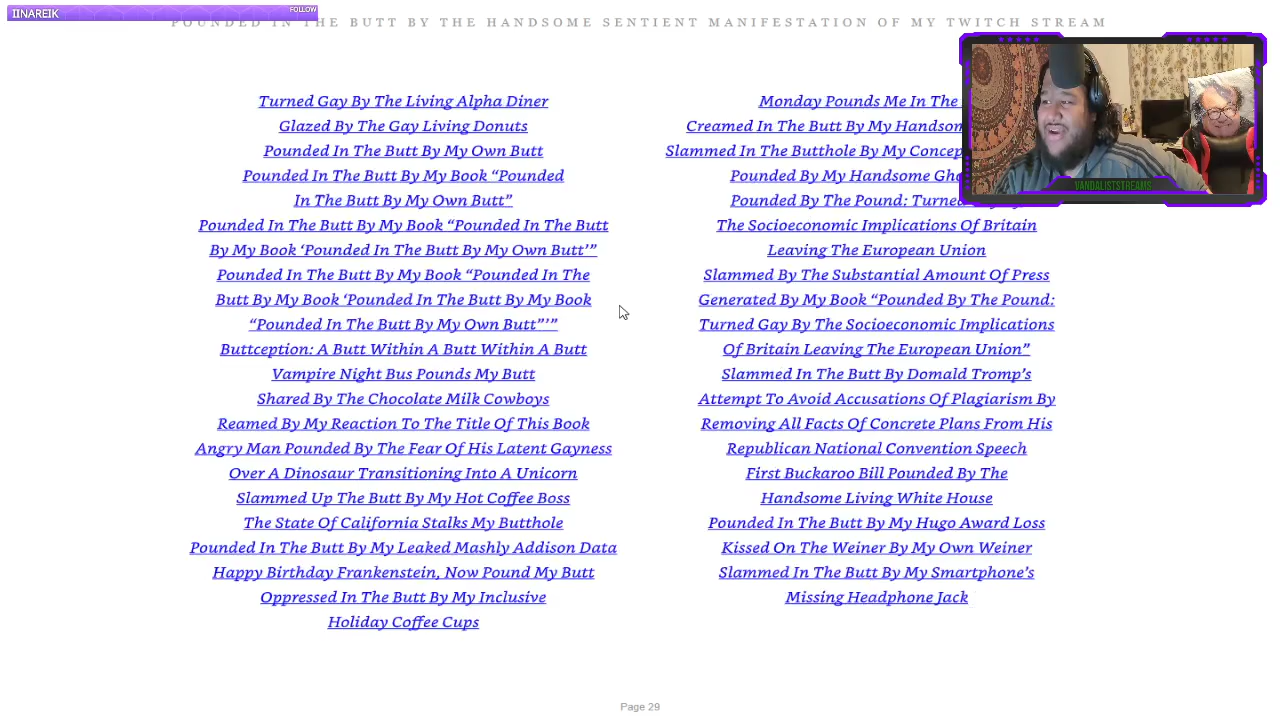 IINAREIK
FOLLOW
POUNDED IN THE BUTT BY THE HANDSOME SENTIENT MANIFESTATION OF MY TWITCH STREAM
Turned Gay By The Living Alpha Diner
Glazed By The Gay Living Donuts
Pounded In The Butt By My Own Butt
Pounded In The Butt By My Book “Pounded
In The Butt By My Own Butt”
Pounded In The Butt By My Book “Pounded In The Butt
By My Book ‘Pounded In The Butt By My Own Butt’”
Pounded In The Butt By My Book “Pounded In The
Butt By My Book ‘Pounded In The Butt By My Book
“Pounded In The Butt By My Own Butt”’”
Buttception: A Butt Within A Butt Within A Butt
Vampire Night Bus Pounds My Butt
Shared By The Chocolate Milk Cowboys
Reamed By My Reaction To The Title Of This Book
Angry Man Pounded By The Fear Of His Latent Gayness
Over A Dinosaur Transitioning Into A Unicorn
Slammed Up The Butt By My Hot Coffee Boss
The State Of California Stalks My Butthole
Pounded In The Butt By My Leaked Mashly Addison Data
Happy Birthday Frankenstein, Now Pound My Butt
Oppressed In The Butt By My Inclusive
Holiday Coffee Cups
Monday Pounds Me In The
Creamed In The Butt By My Handsom
Slammed In The Butthole By My Concep
Pounded By My Handsome Gho
Pounded By The Pound: Turned
The Socioeconomic Implications Of Britain
Leaving The European Union
Slammed By The Substantial Amount Of Press
Generated By My Book “Pounded By The Pound:
Turned Gay By The Socioeconomic Implications
Of Britain Leaving The European Union”
Slammed In The Butt By Domald Tromp’s
Attempt To Avoid Accusations Of Plagiarism By
Removing All Facts Of Concrete Plans From His
Republican National Convention Speech
First Buckaroo Bill Pounded By The
Handsome Living White House
Pounded In The Butt By My Hugo Award Loss
Kissed On The Weiner By My Own Weiner
Slammed In The Butt By My Smartphone’s
Missing Headphone Jack
VANDALISTSTREAMS
Page 29